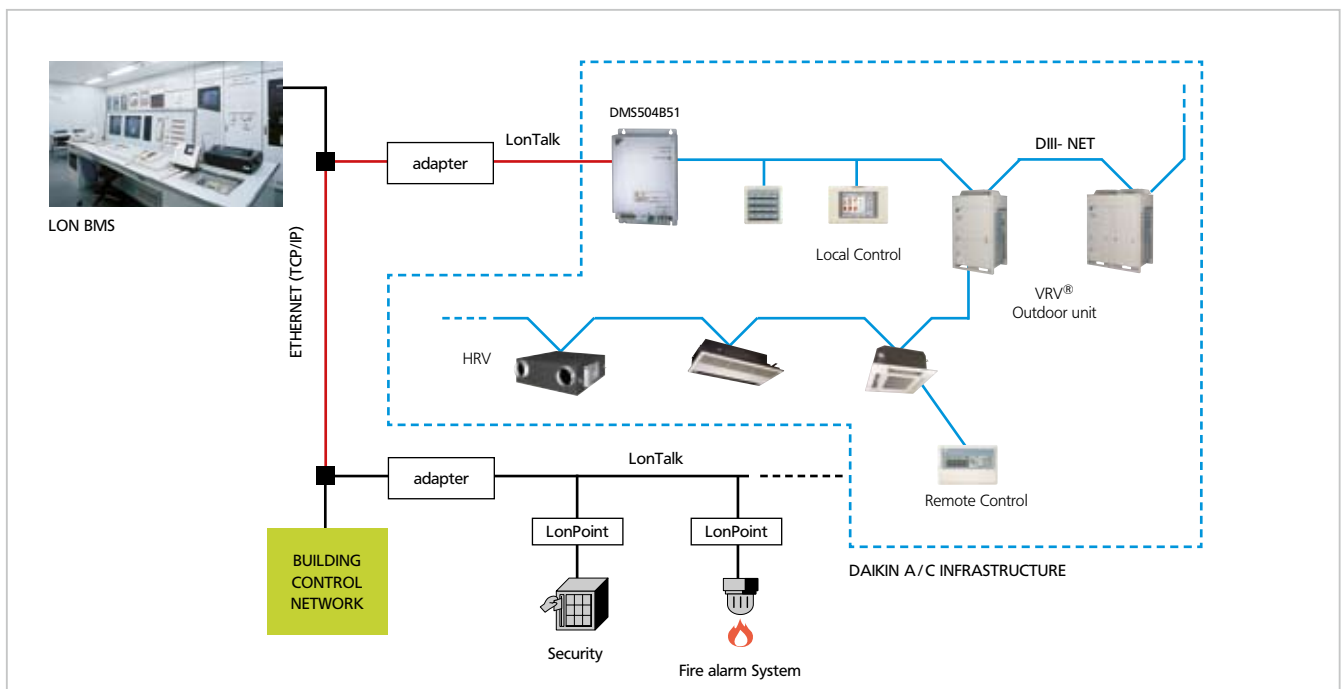 DMS504B51
LonTalk
adapter
DIII- NET
LON BMS
ETHERNET (TCP/IP)
Local Control
VRV®
Outdoor unit
HRV
LonTalk
adapter
Remote Control
LonPoint
LonPoint
BUILDING
CONTROL
NETWORK
DAIKIN A/C INFRASTRUCTURE
Security
Fire alarm System